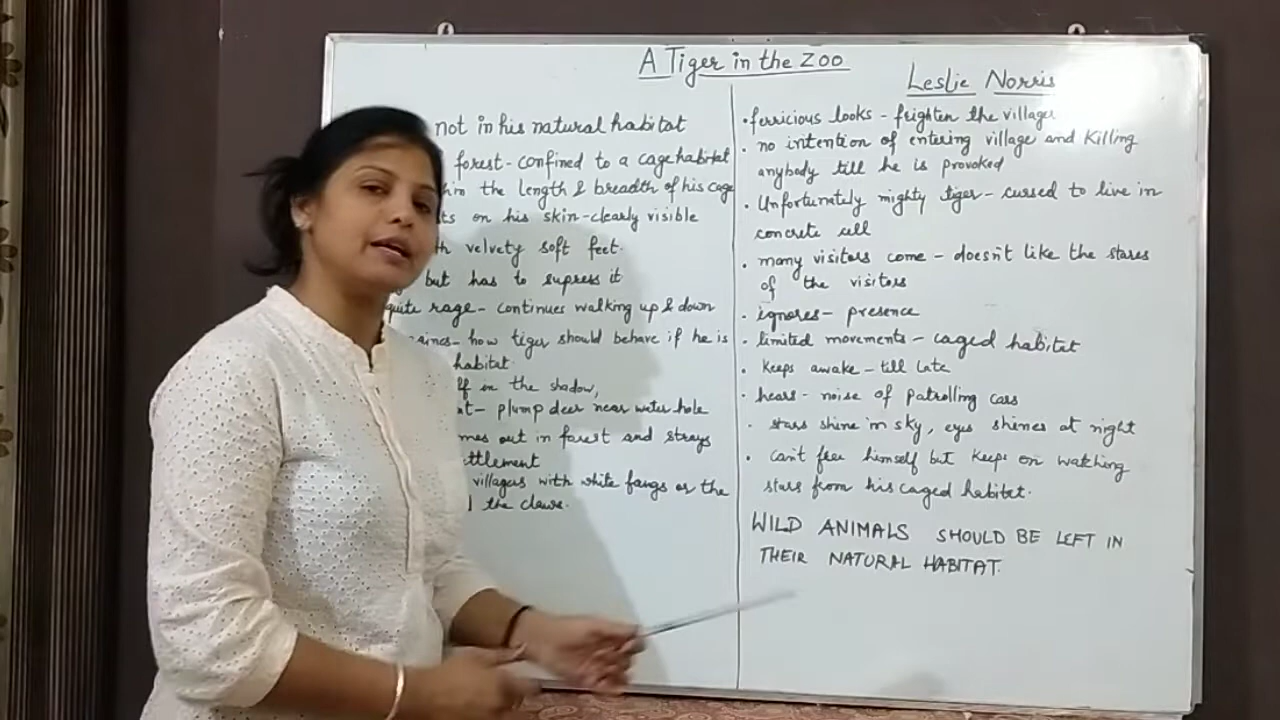 A Tiger in the ZOO
Leslie Norris
not in his natural habitat
forest - confined to a cage habitat
the length & breadth of his cage
on his skin - clearly visible
velvety soft feet.
but has to supress it
quite rage - continues walking up & down
how tiger should behave if he is
habitat
in the shadow,
plump deer near water hole
out in forest and strays
villagers with white fangs or the
the claws.
• ferricious looks - frighten the villager
• no intention of entering village and Killing
anybody till he is provoked
• Unfortunately mighty tiger - cursed to live in
concrete cell
• many visitors come - doesn't like the stares
of the visitors
• ignores - presence
• limited movements - caged habitat
• Keeps awake - till late
• hears - noise of patrolling cars
• stars shine in sky, eyes shines at night
• can't free himself but keeps on watching
stars from his caged habitat.
WILD ANIMALS SHOULD BE LEFT IN
THEIR NATURAL HABITAT.